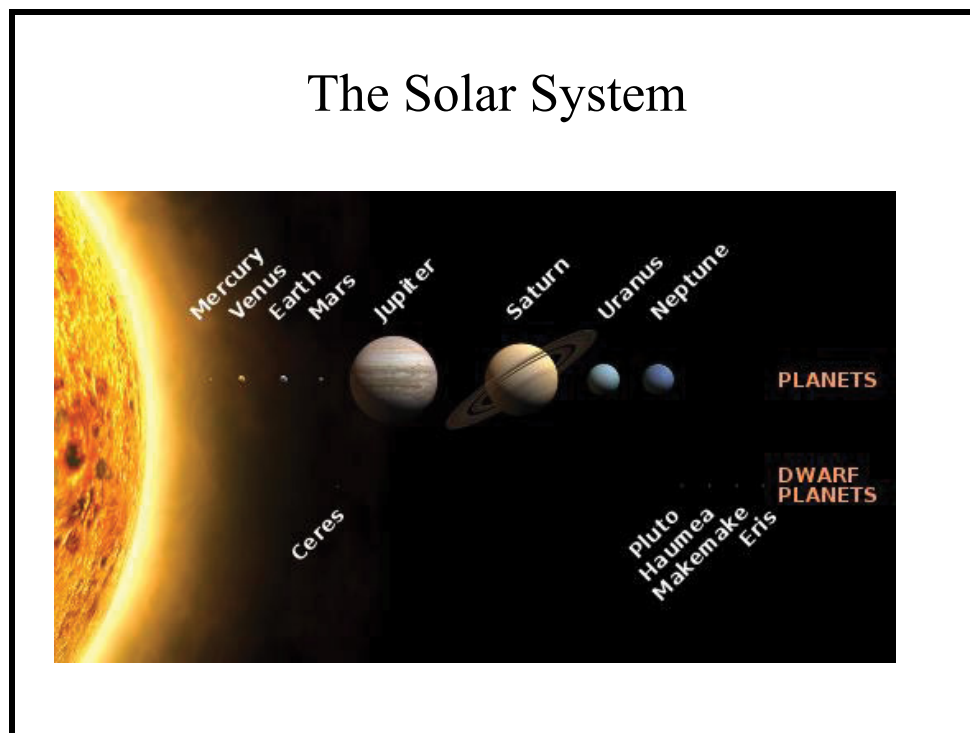 The Solar System
Mercury
Venus
Earth
Mars
Jupiter
Saturn
Uranus
Neptune
PLANETS
DWARF
PLANETS
Ceres
Pluto
Haumea
Makemake
Eris